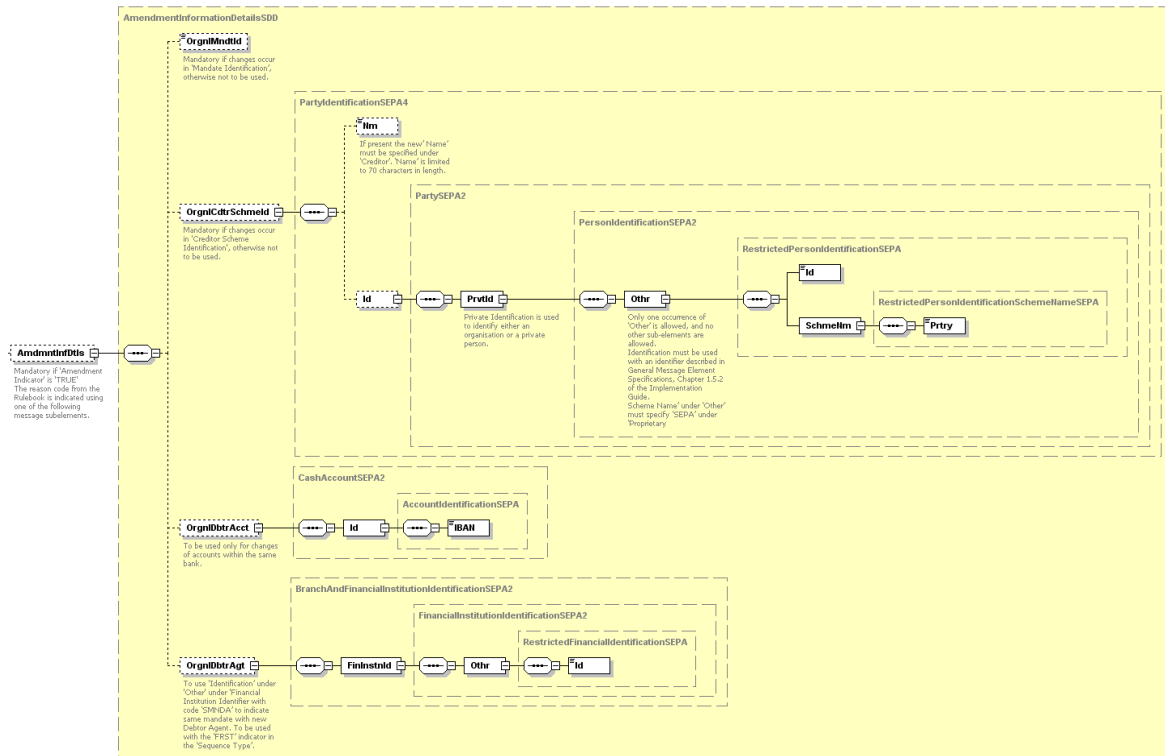 AmendmentInformationDetailsSDD
OrgnlMndtId
Mandatory if changes occur
in 'Mandate Identification',
otherwise not to be used.
PartyIdentificationSEPA4
Nm
If present the new' Name'
must be specified under
'Creditor'. 'Name' is limited
to 70 characters in length.
PartySEPA2
PersonIdentificationSEPA2
RestrictedPersonIdentificationSEPA
Id
RestrictedPersonIdentificationSchemeNameSEPA
SchmeNm
Prtry
OrgnlCdtrSchmeId
Mandatory if changes occur
in 'Creditor Scheme
Identification', otherwise not
to be used.
Id
PrvtId
Private Identification is used
to identify either an
organisation or a private
person.
Othr
Only one occurrence of
'Other' is allowed, and no
other sub-elements are
allowed.
Identification must be used
with an identifier described in
General Message Element
Specifications, Chapter 1.5.2
of the Implementation
Guide.
Scheme Name' under 'Other'
must specify 'SEPA' under
'Proprietary
AmdmntInfDtls
Mandatory if 'Amendment
Indicator' is 'TRUE'
The reason code from the
Rulebook is indicated using
one of the following
message subelements.
CashAccountSEPA2
AccountIdentificationSEPA
OrgnlDbtrAcct
Id
IBAN
To be used only for changes
of accounts within the same
bank.
BranchAndFinancialInstitutionIdentificationSEPA2
FinancialInstitutionIdentificationSEPA2
RestrictedFinancialIdentificationSEPA
OrgnlDbtrAgt
FinInstnId
Othr
Id
To use 'Identification' under
'Other' under 'Financial
Institution Identifier with
code 'SMNDA' to indicate
same mandate with new
Debtor Agent. To be used
with the 'FRST' indicator in
the 'Sequence Type'.